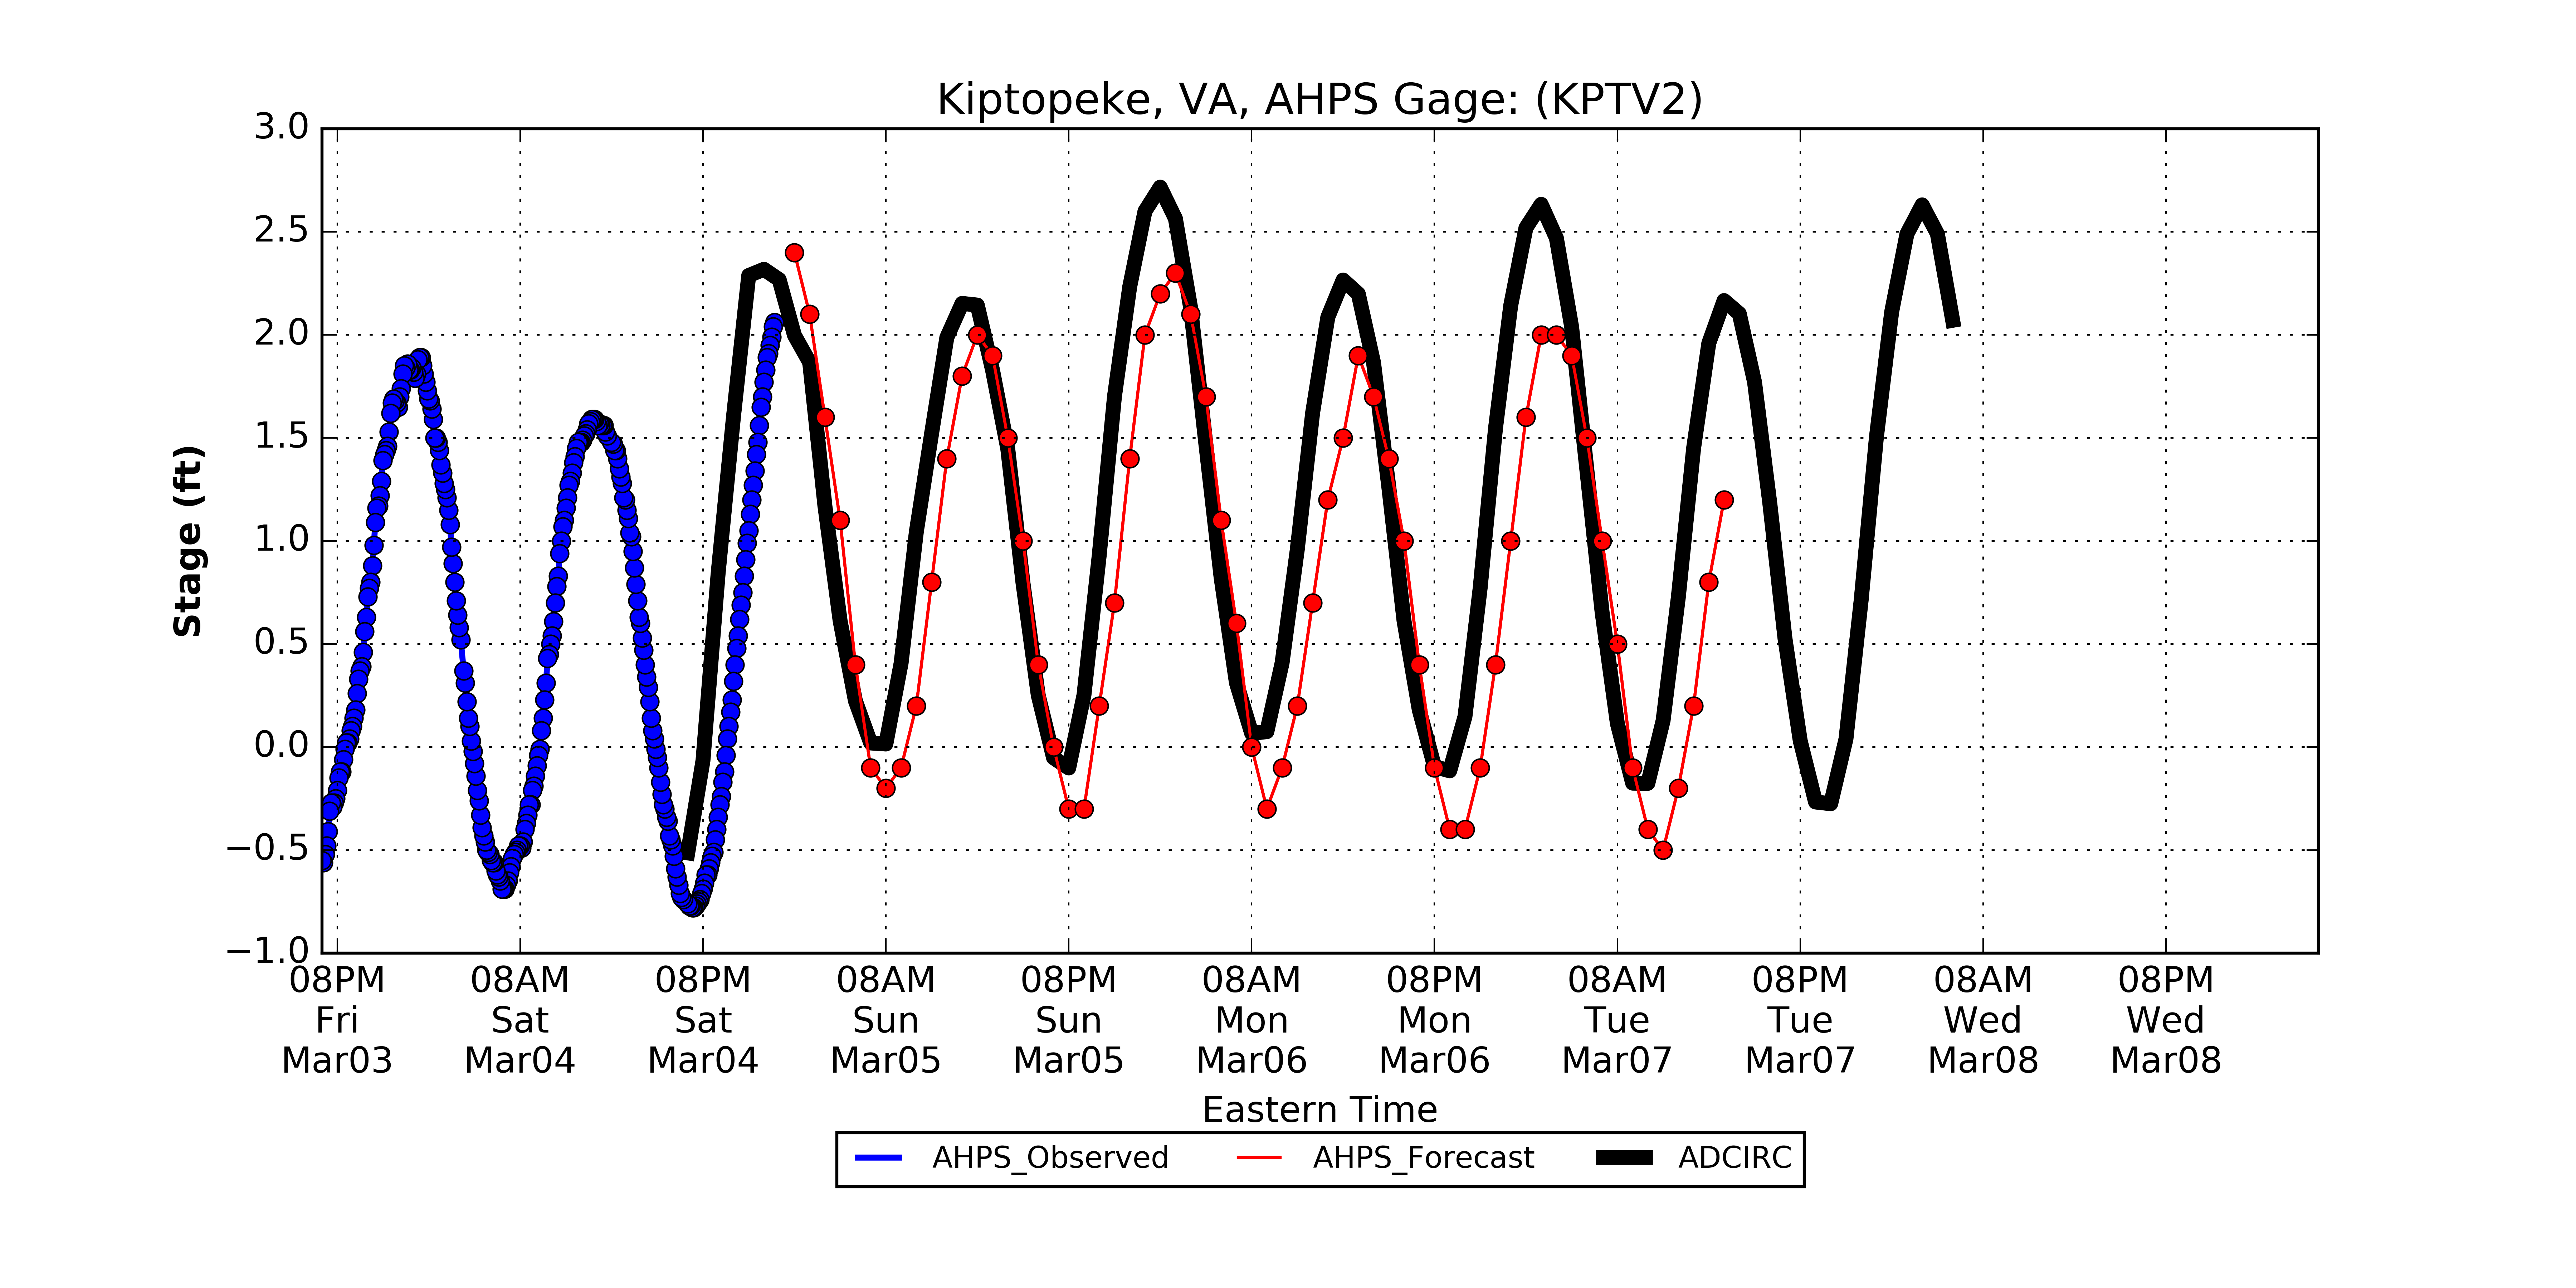 Kiptopeke, VA, AHPS Gage: (KPTV2)
3.0
2.5
2.0
1.5
1.0
0.5
0.0
−0.5
−1.0
Stage (ft)
08PM 08AM 08PM 08AM 08PM 08AM 08PM 08AM 08PM 08AM 08PM
Fri Sat Sat Sun Sun Mon Mon Tue Tue Wed Wed
Mar03 Mar04 Mar04 Mar05 Mar05 Mar06 Mar06 Mar07 Mar07 Mar08 Mar08
Eastern Time
AHPS_Observed AHPS_Forecast ADCIRC